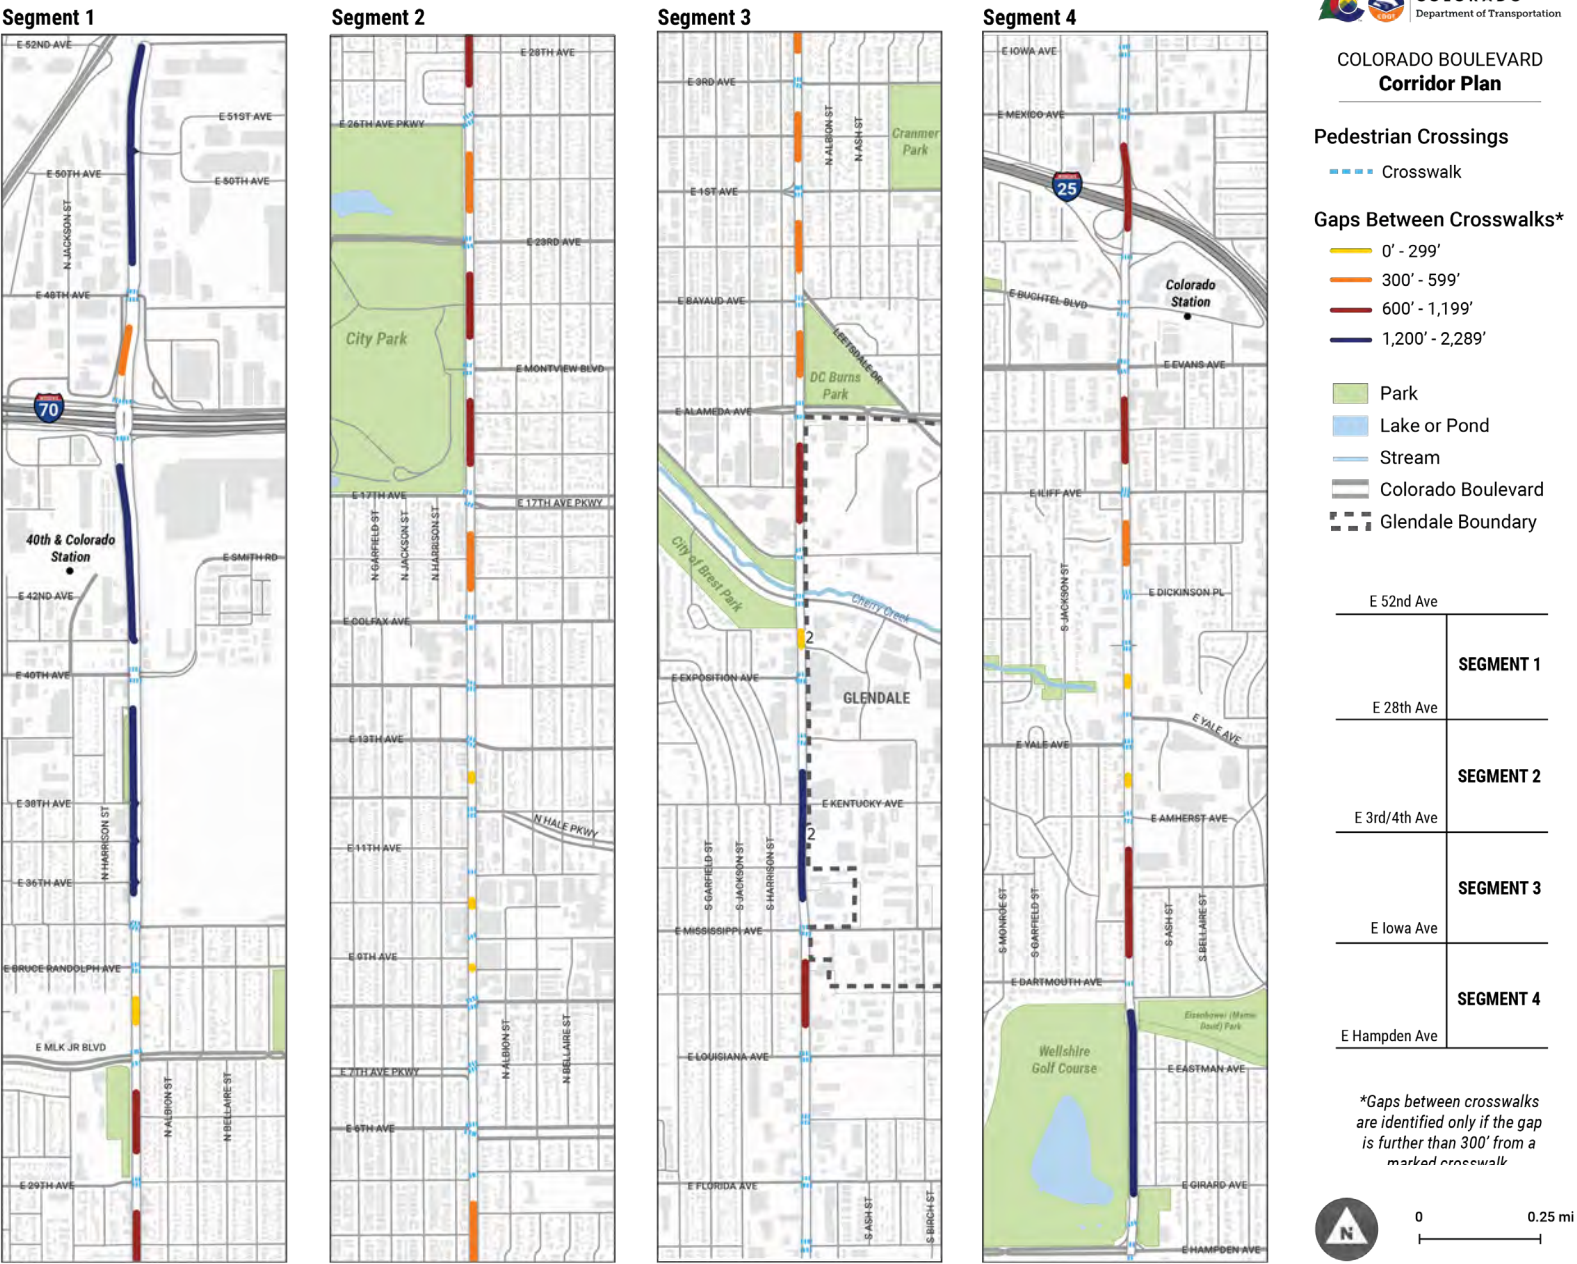 Segment 1
E 52ND AVE
E 51ST AVE
E 50TH AVE
E 50TH AVE
N JACKSON ST
E 48TH AVE
70
40th & Colorado
Station
E SMITH RD
E 42ND AVE
E 40TH AVE
E 38TH AVE
N HARRISON ST
E 36TH AVE
E BRUCE RANDOLPH AVE
E MLK JR BLVD
N ALBION ST
N BELLAIRE ST
E 29TH AVE
Segment 2
E 28TH AVE
E 26TH AVE PKWY
E 23RD AVE
City Park
E MONTVIEW BLVD
E 17TH AVE
E 17TH AVE PKWY
N GARFIELD ST
N JACKSON ST
N HARRISON ST
E COLFAX AVE
E 13TH AVE
N HALE PKWY
E 11TH AVE
E 9TH AVE
N ALBION ST
N BELLAIRE ST
E 7TH AVE PKWY
E 6TH AVE
Segment 3
E 3RD AVE
N ALBION ST
N ASH ST
Cranmer
Park
E 1ST AVE
E BAYAUD AVE
LEETSDALE DR
DC Burns
Park
E ALAMEDA AVE
City of Brest Park
Cherry Creek
2
E EXPOSITION AVE
GLENDALE
E KENTUCKY AVE
2
S GARFIELD ST
S JACKSON ST
S HARRISON ST
E MISSISSIPPI AVE
E LOUISIANA AVE
E FLORIDA AVE
S ASH ST
S BIRCH ST
Segment 4
E IOWA AVE
E MEXICO AVE
25
Colorado
Station
E BUCHTEL BLVD
E EVANS AVE
E ILIFF AVE
S JACKSON ST
E DICKINSON PL
E YALE AVE
E YALE AVE
E AMHERST AVE
S MONROE ST
S GARFIELD ST
S ASH ST
S BELLAIRE ST
E DARTMOUTH AVE
Eisenhower (Mamie
Doud) Park
Wellshire
Golf Course
E EASTMAN AVE
E GIRARD AVE
E HAMPDEN AVE
CDOT
COLORADO
Department of Transportation
COLORADO BOULEVARD
Corridor Plan
Pedestrian Crossings
Crosswalk
Gaps Between Crosswalks*
0' - 299'
300' - 599'
600' - 1,199'
1,200' - 2,289'
Park
Lake or Pond
Stream
Colorado Boulevard
Glendale Boundary
E 52nd Ave
SEGMENT 1
E 28th Ave
SEGMENT 2
E 3rd/4th Ave
SEGMENT 3
E Iowa Ave
SEGMENT 4
E Hampden Ave
*Gaps between crosswalks
are identified only if the gap
is further than 300' from a
marked crosswalk
N
0 0.25 mi